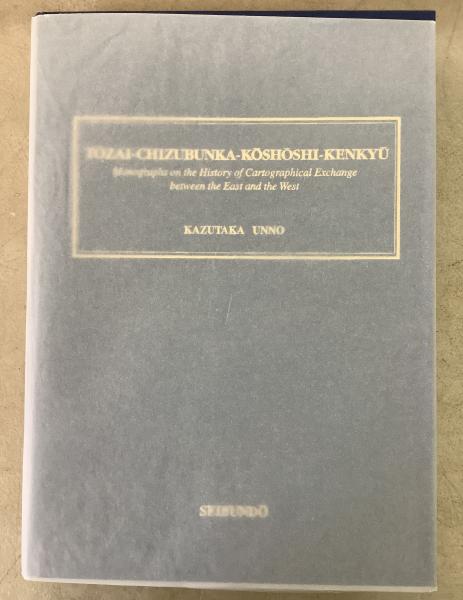 TŌZAI-CHIZUBUNKA-KŌSHŌSHI-KENKYŪ
Monographs on the History of Cartographical Exchange
between the East and the West
KAZUTAKA UNNO
SEIBUNDŌ